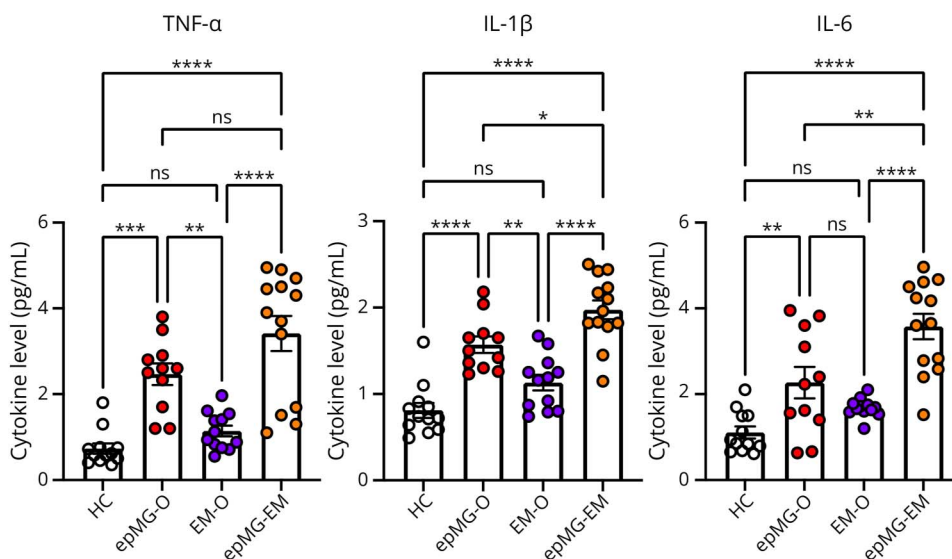 TNF-α
****
ns
ns
****
***
**
Cytokine level (pg/mL)
6
4
2
0
HC
epMG-O
EM-O
epMG-EM
IL-1β
****
*
ns
****
**
****
Cytokine level (pg/mL)
3
2
1
0
HC
epMG-O
EM-O
epMG-EM
IL-6
****
**
ns
****
**
ns
Cytokine level (pg/mL)
6
4
2
0
HC
epMG-O
EM-O
epMG-EM